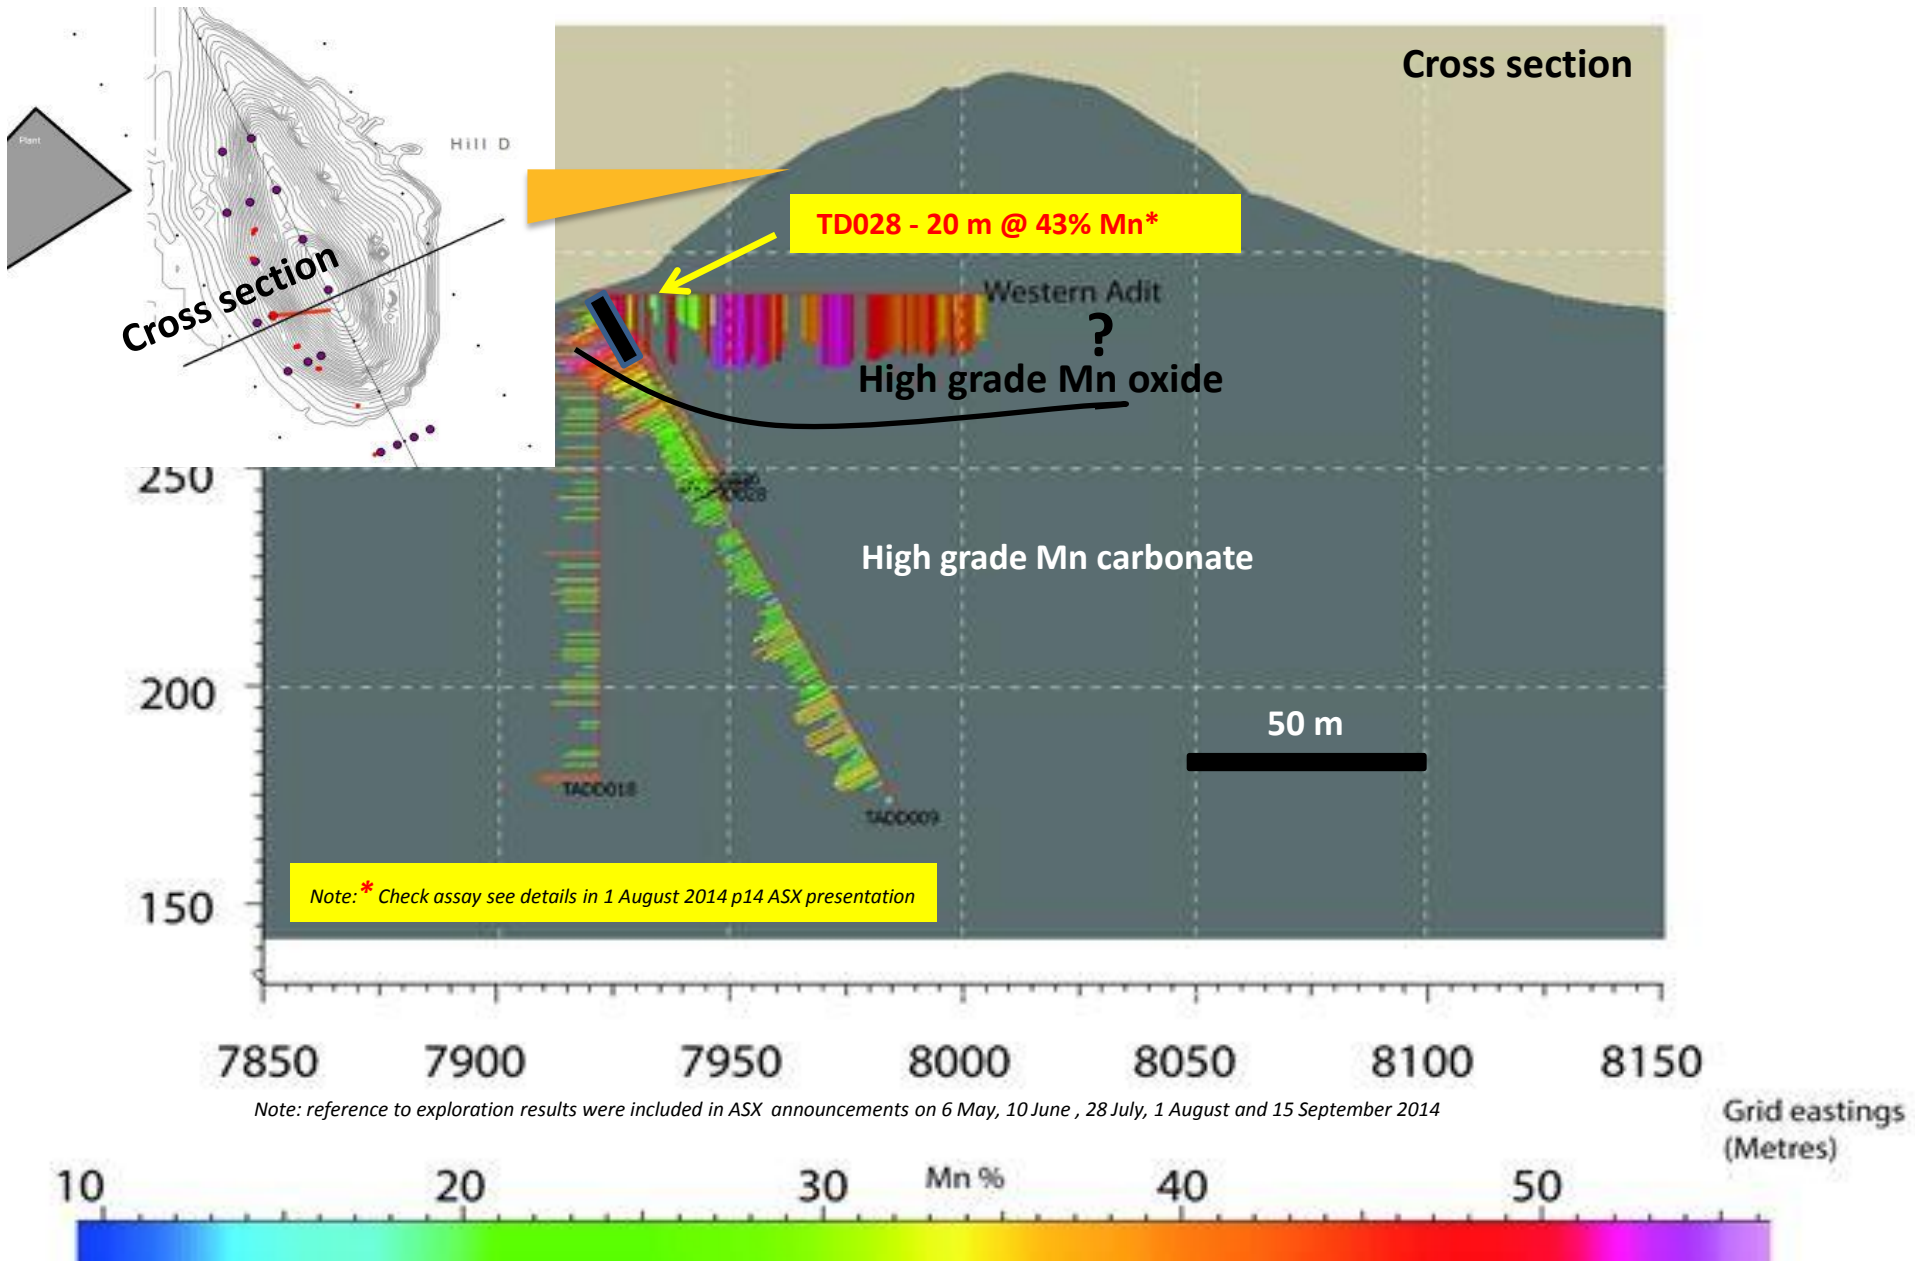 Cross section
Plant
Hill D
TD028 - 20 m @ 43% Mn*
Cross section
Western Adit
?
High grade Mn oxide
250
High grade Mn carbonate
200
50 m
TADD018
TADD009
Note: * Check assay see details in 1 August 2014 p14 ASX presentation
150
7850 7900 7950 8000 8050 8100 8150
Note: reference to exploration results were included in ASX announcements on 6 May, 10 June , 28 July, 1 August and 15 September 2014
Grid eastings
(Metres)
10 20 30 Mn % 40 50